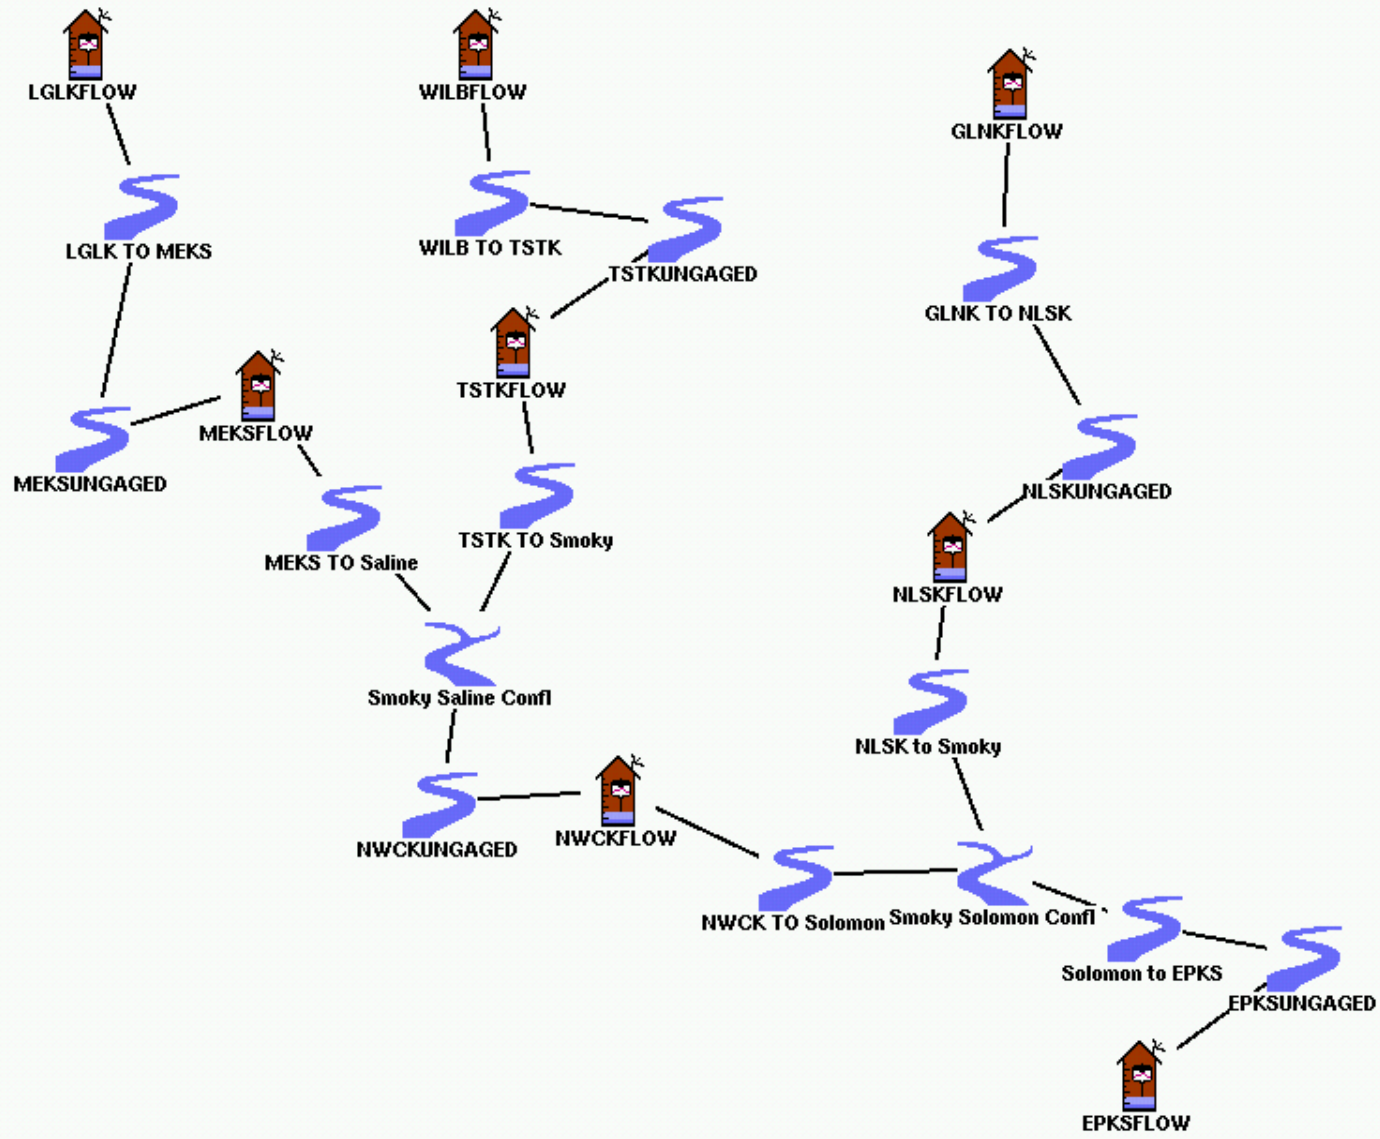 LGLKFLOW
WILBFLOW
GLNKFLOW
LGLK TO MEKS
WILB TO TSTK
TSTKUNGAGED
GLNK TO NLSK
TSTKFLOW
MEKSFLOW
MEKSUNGAGED
NLSKUNGAGED
TSTK TO Smoky
MEKS TO Saline
NLSKFLOW
Smoky Saline Confl
NLSK to Smoky
NWCKFLOW
NWCKUNGAGED
NWCK TO Solomon
Smoky Solomon Confl
Solomon to EPKS
EPKSUNGAGED
EPKSFLOW